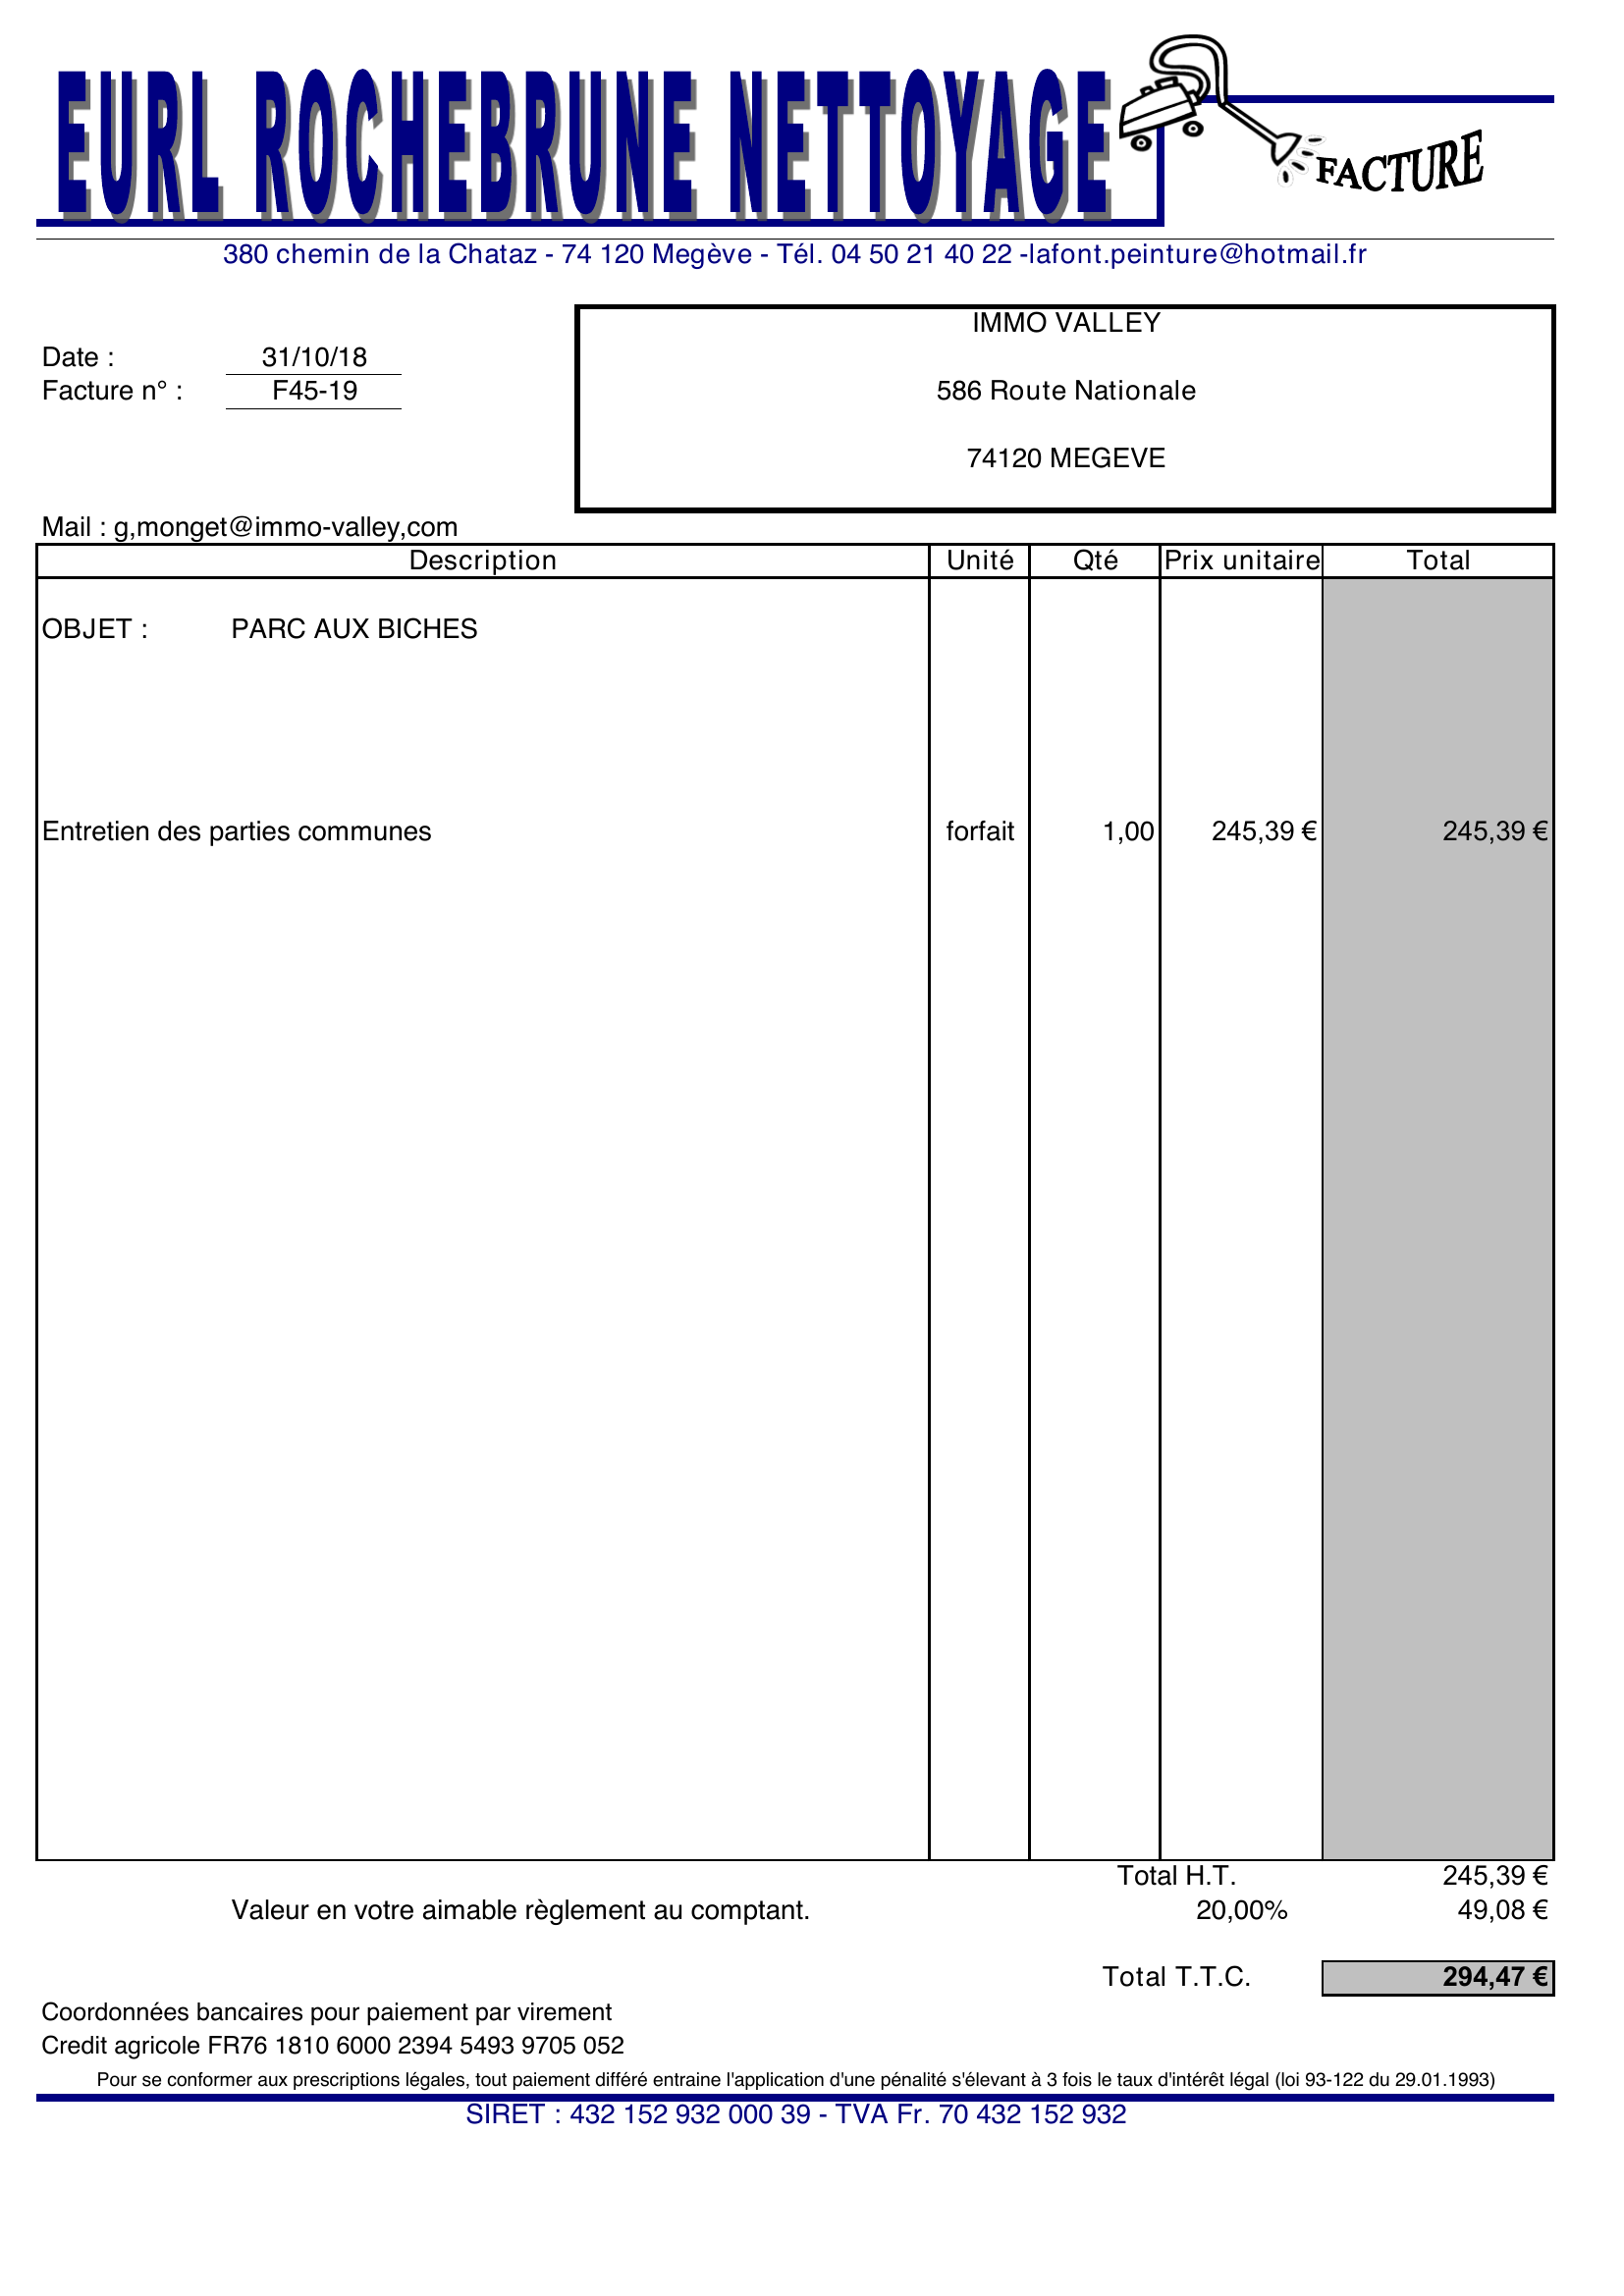 EURL ROCHEBRUNE NETTOYAGE
FACTURE
380 chemin de la Chataz - 74 120 Megève - Tél. 04 50 21 40 22 -lafont.peinture@hotmail.fr
IMMO VALLEY
Date : 31/10/18
Facture n° : F45-19
586 Route Nationale
74120 MEGEVE
Mail : g,monget@immo-valley,com
Description Unité Qté Prix unitaire Total
OBJET : PARC AUX BICHES
Entretien des parties communes forfait 1,00 245,39 € 245,39 €
Total H.T. 245,39 €
Valeur en votre aimable règlement au comptant. 20,00% 49,08 €
Total T.T.C. 294,47 €
Coordonnées bancaires pour paiement par virement
Credit agricole FR76 1810 6000 2394 5493 9705 052
Pour se conformer aux prescriptions légales, tout paiement différé entraine l'application d'une pénalité s'élevant à 3 fois le taux d'intérêt légal (loi 93-122 du 29.01.1993)
SIRET : 432 152 932 000 39 - TVA Fr. 70 432 152 932